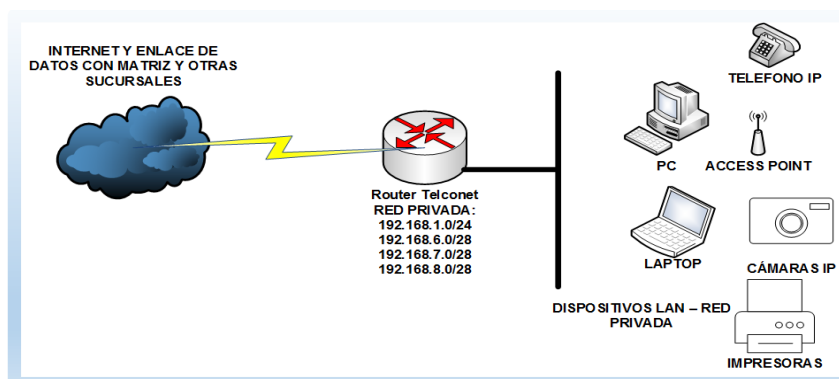 INTERNET Y ENLACE DE
DATOS CON MATRIZ Y OTRAS
SUCURSALES
Router Telconet
RED PRIVADA:
192.168.1.0/24
192.168.6.0/28
192.168.7.0/28
192.168.8.0/28
TELEFONO IP
PC
ACCESS POINT
LAPTOP
CÁMARAS IP
DISPOSITIVOS LAN – RED
PRIVADA
IMPRESORAS